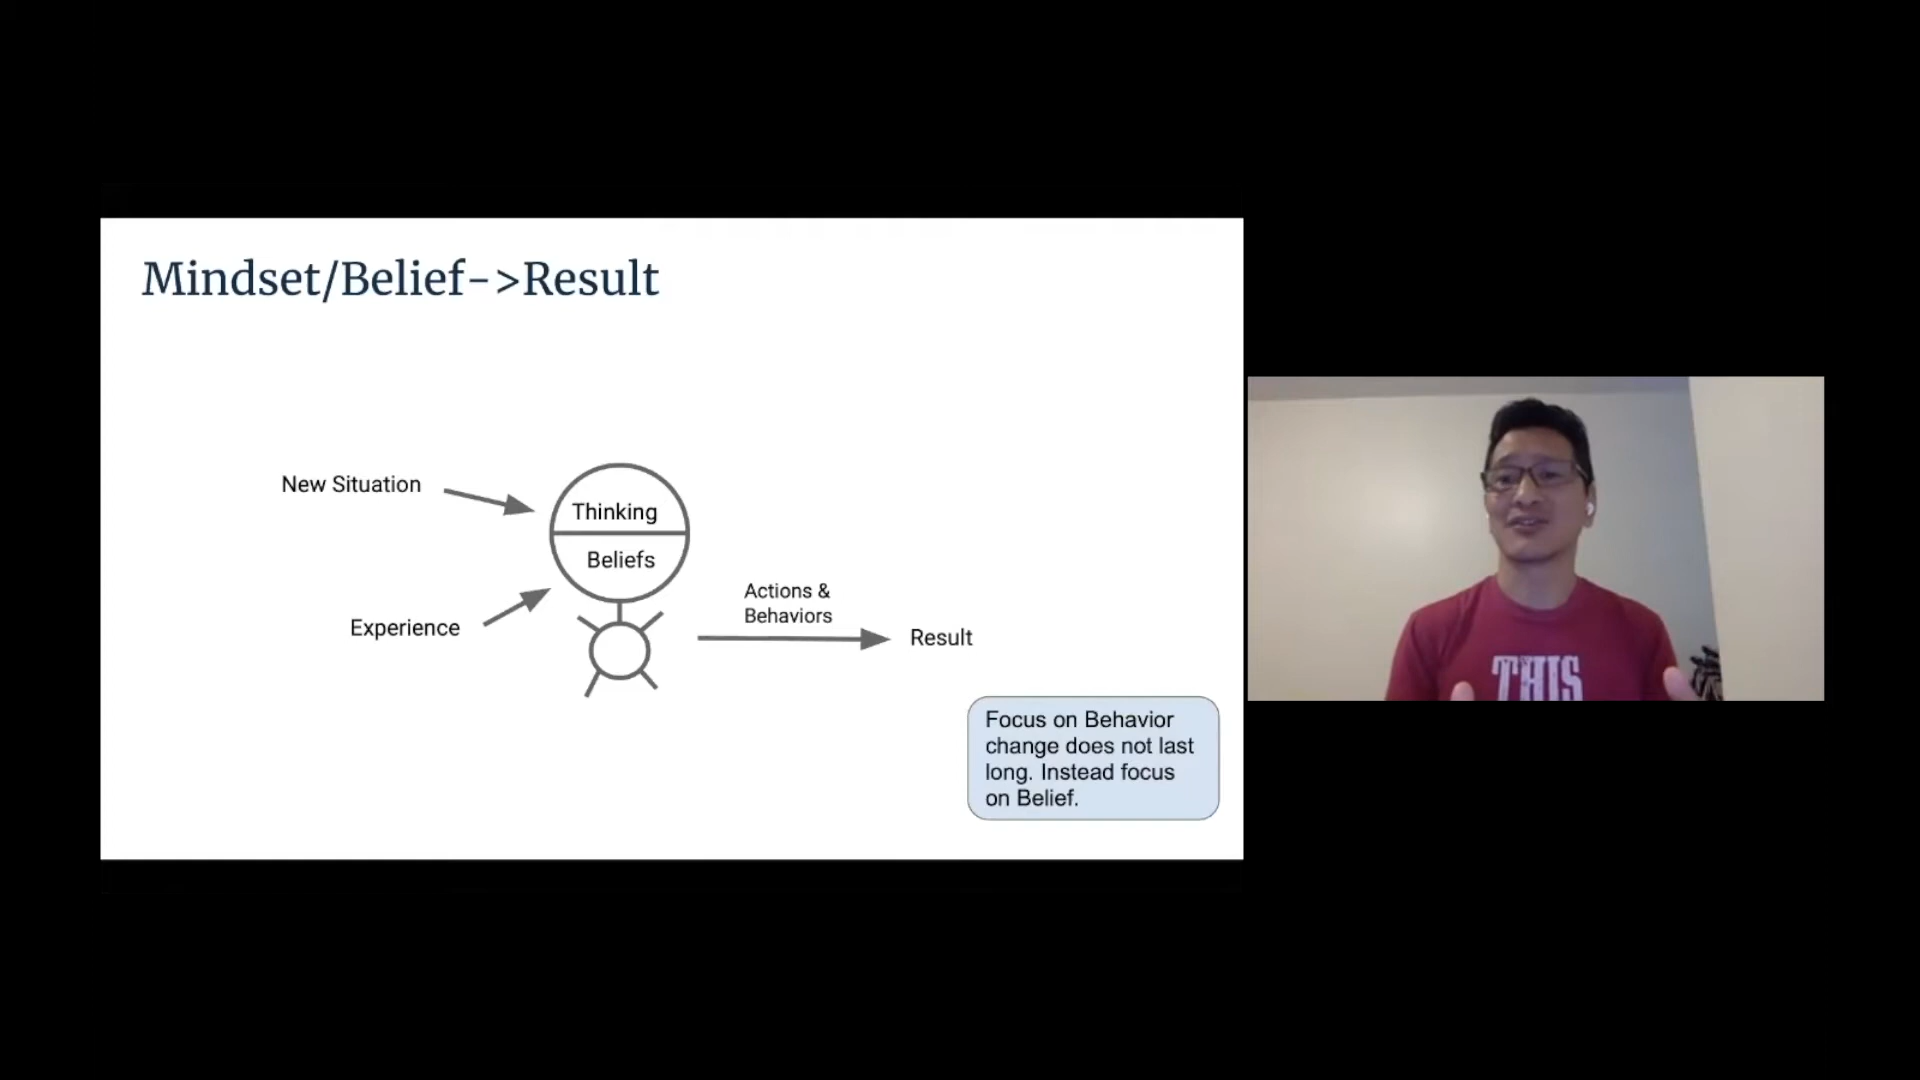 Mindset/Belief->Result
New Situation
Thinking
Beliefs
Experience
Actions &
Behaviors
Result
Focus on Behavior
change does not last
long. Instead focus
on Belief.
THIS